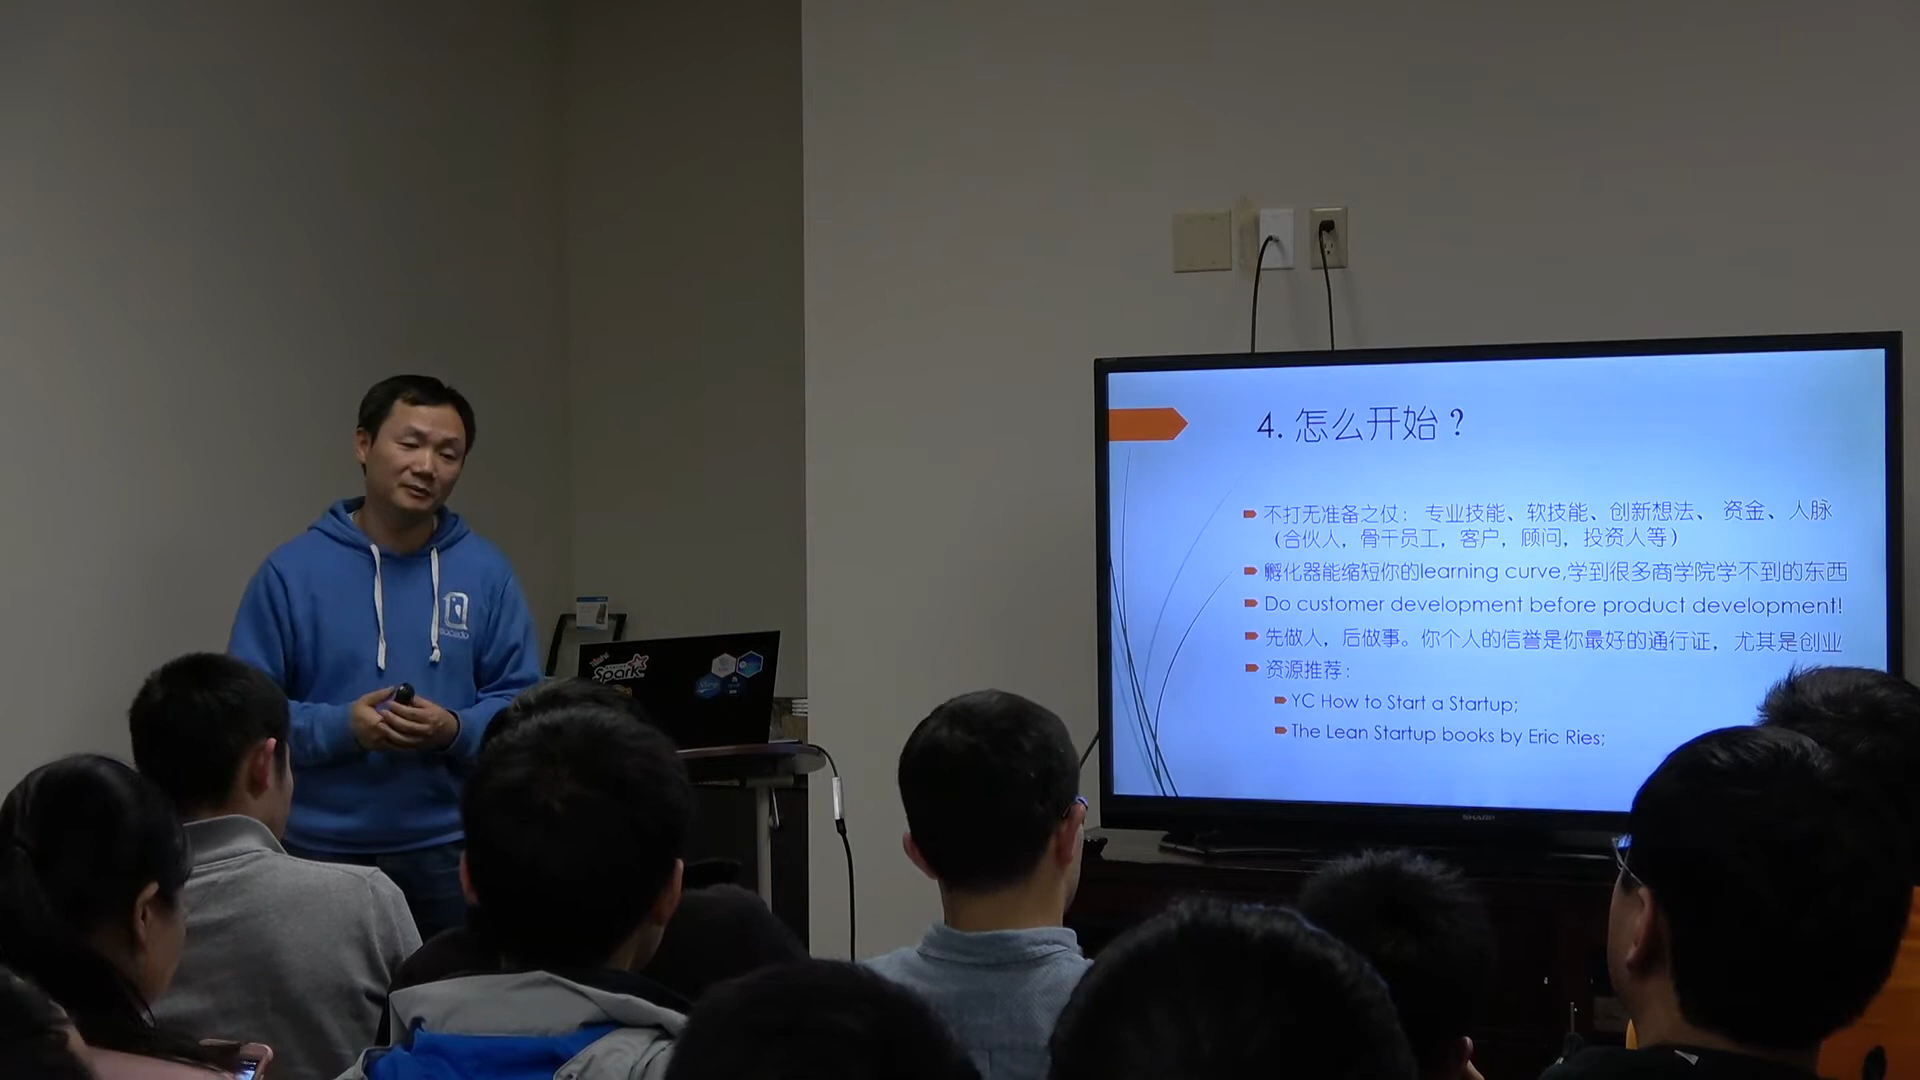 4. 怎么开始？
不打无准备之仗： 专业技能、软技能、创新想法、 资金、人脉
（合伙人，骨干员工，客户，顾问，投资人等）
孵化器能缩短你的learning curve,学到很多商学院学不到的东西
Do customer development before product development!
先做人，后做事。你个人的信誉是你最好的通行证，尤其是创业
资源推荐：
YC How to Start a Startup;
The Lean Startup books by Eric Ries;
SHARP
Spark